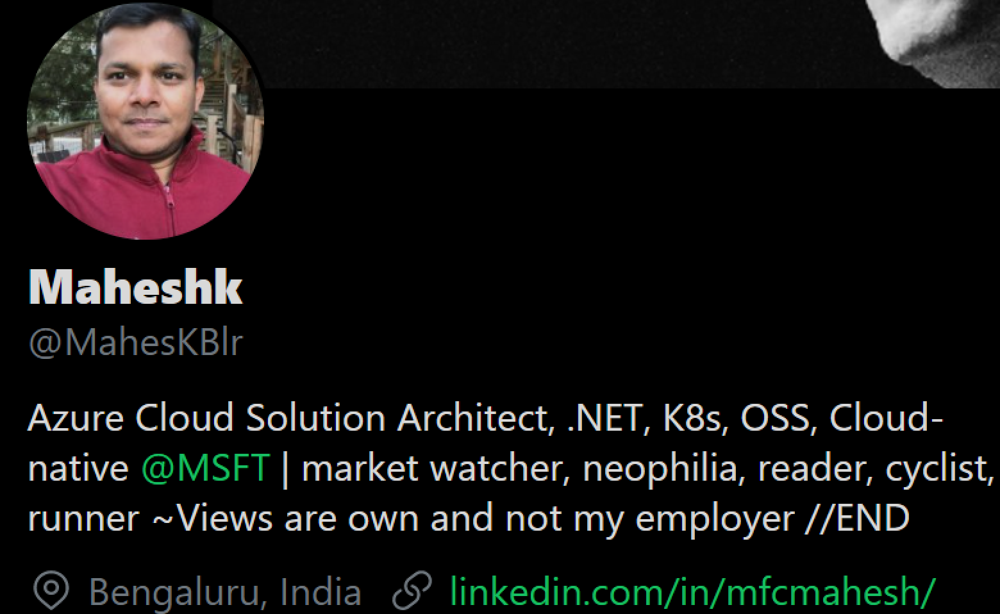 Maheshk
@MahesKBlr
Azure Cloud Solution Architect, .NET, K8s, OSS, Cloud-
native @MSFT | market watcher, neophilia, reader, cyclist,
runner ~Views are own and not my employer //END
Bengaluru, India linkedin.com/in/mfcmahesh/